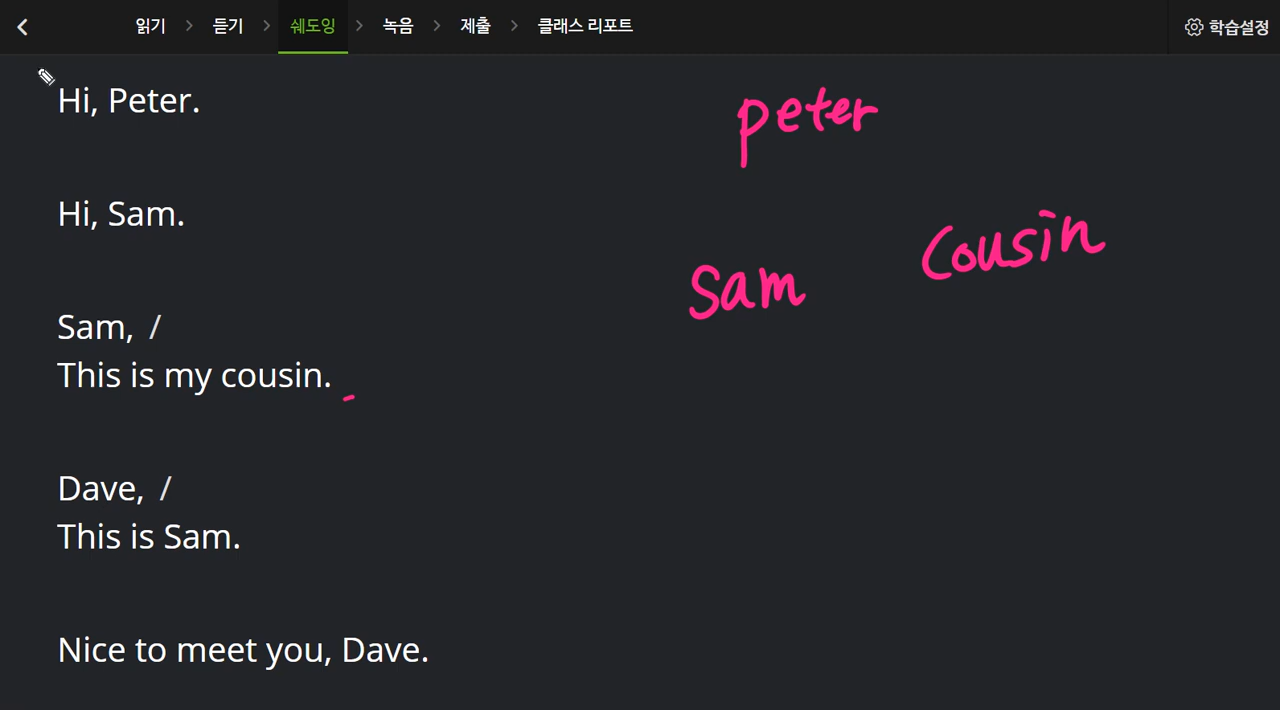 읽기 > 듣기 > 쉐도잉 > 녹음 > 제출 > 클래스 리포트
학습설정
Hi, Peter.
peter
Hi, Sam.
Cousin
Sam
Sam, /
This is my cousin.
Dave, /
This is Sam.
Nice to meet you, Dave.